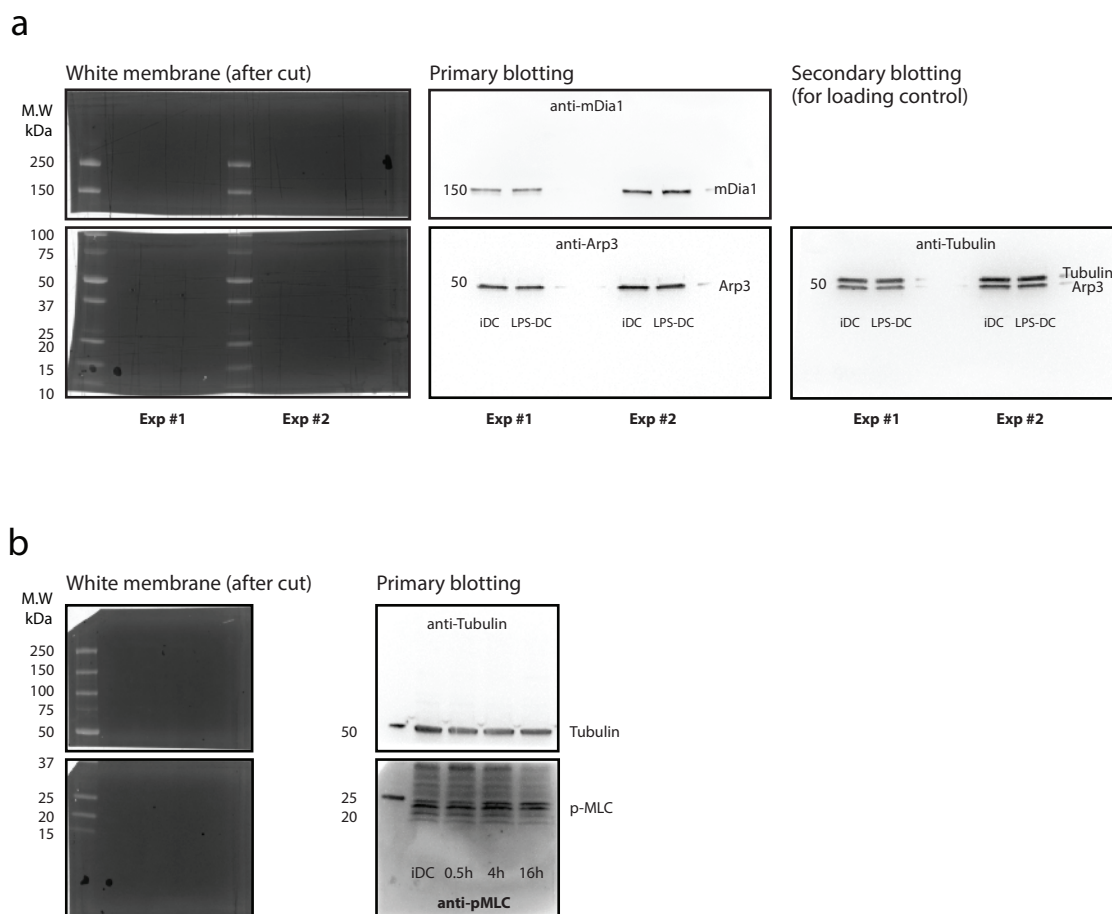 a
White membrane (after cut)
Primary blotting
Secondary blotting
(for loading control)
M.W
kDa
250
150
100
75
50
37
25
20
15
10
anti-mDia1
150
mDia1
anti-Arp3
50
Arp3
iDC LPS-DC iDC LPS-DC
anti-Tubulin
50
Tubulin
Arp3
iDC LPS-DC iDC LPS-DC
Exp #1 Exp #2
Exp #1 Exp #2
Exp #1 Exp #2
b
White membrane (after cut)
Primary blotting
M.W
kDa
250
150
100
75
50
37
25
20
15
anti-Tubulin
50
Tubulin
25
20
p-MLC
iDC 0.5h 4h 16h
anti-pMLC